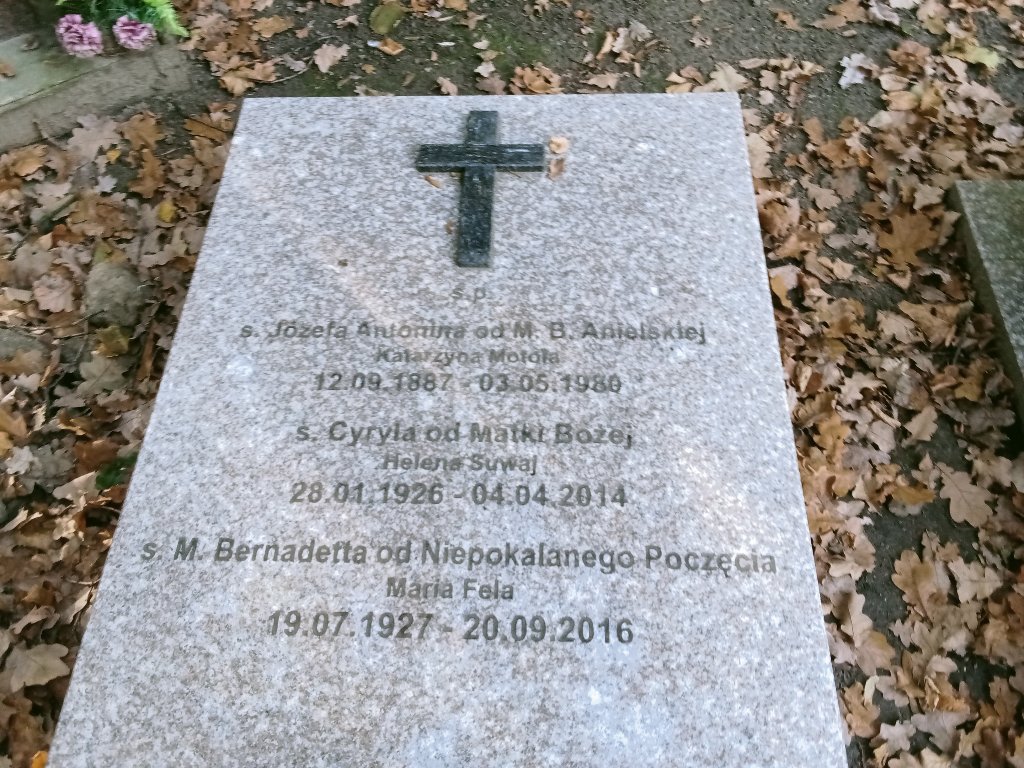 ś.p.
s. Józefa Antonina od M. B. Anielskiej
Katarzyna Motoła
12.09.1887 - 03.05.1980
s. Cyryla od Matki Bożej
Helena Suwaj
28.01.1926 - 04.04.2014
s. M. Bernadetta od Niepokalanego Poczęcia
Maria Fela
19.07.1927 - 20.09.2016